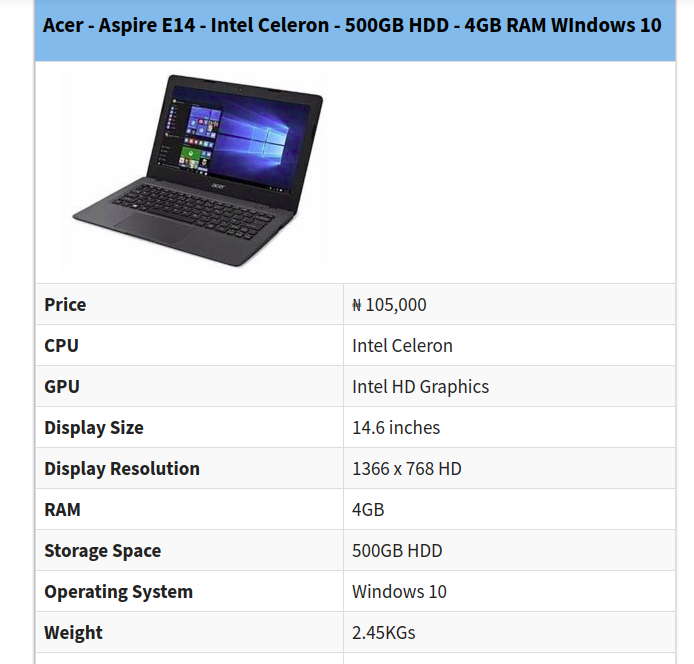 Acer - Aspire E14 - Intel Celeron - 500GB HDD - 4GB RAM WIndows 10
acer
Price ₦ 105,000
CPU Intel Celeron
GPU Intel HD Graphics
Display Size 14.6 inches
Display Resolution 1366 x 768 HD
RAM 4GB
Storage Space 500GB HDD
Operating System Windows 10
Weight 2.45KGs